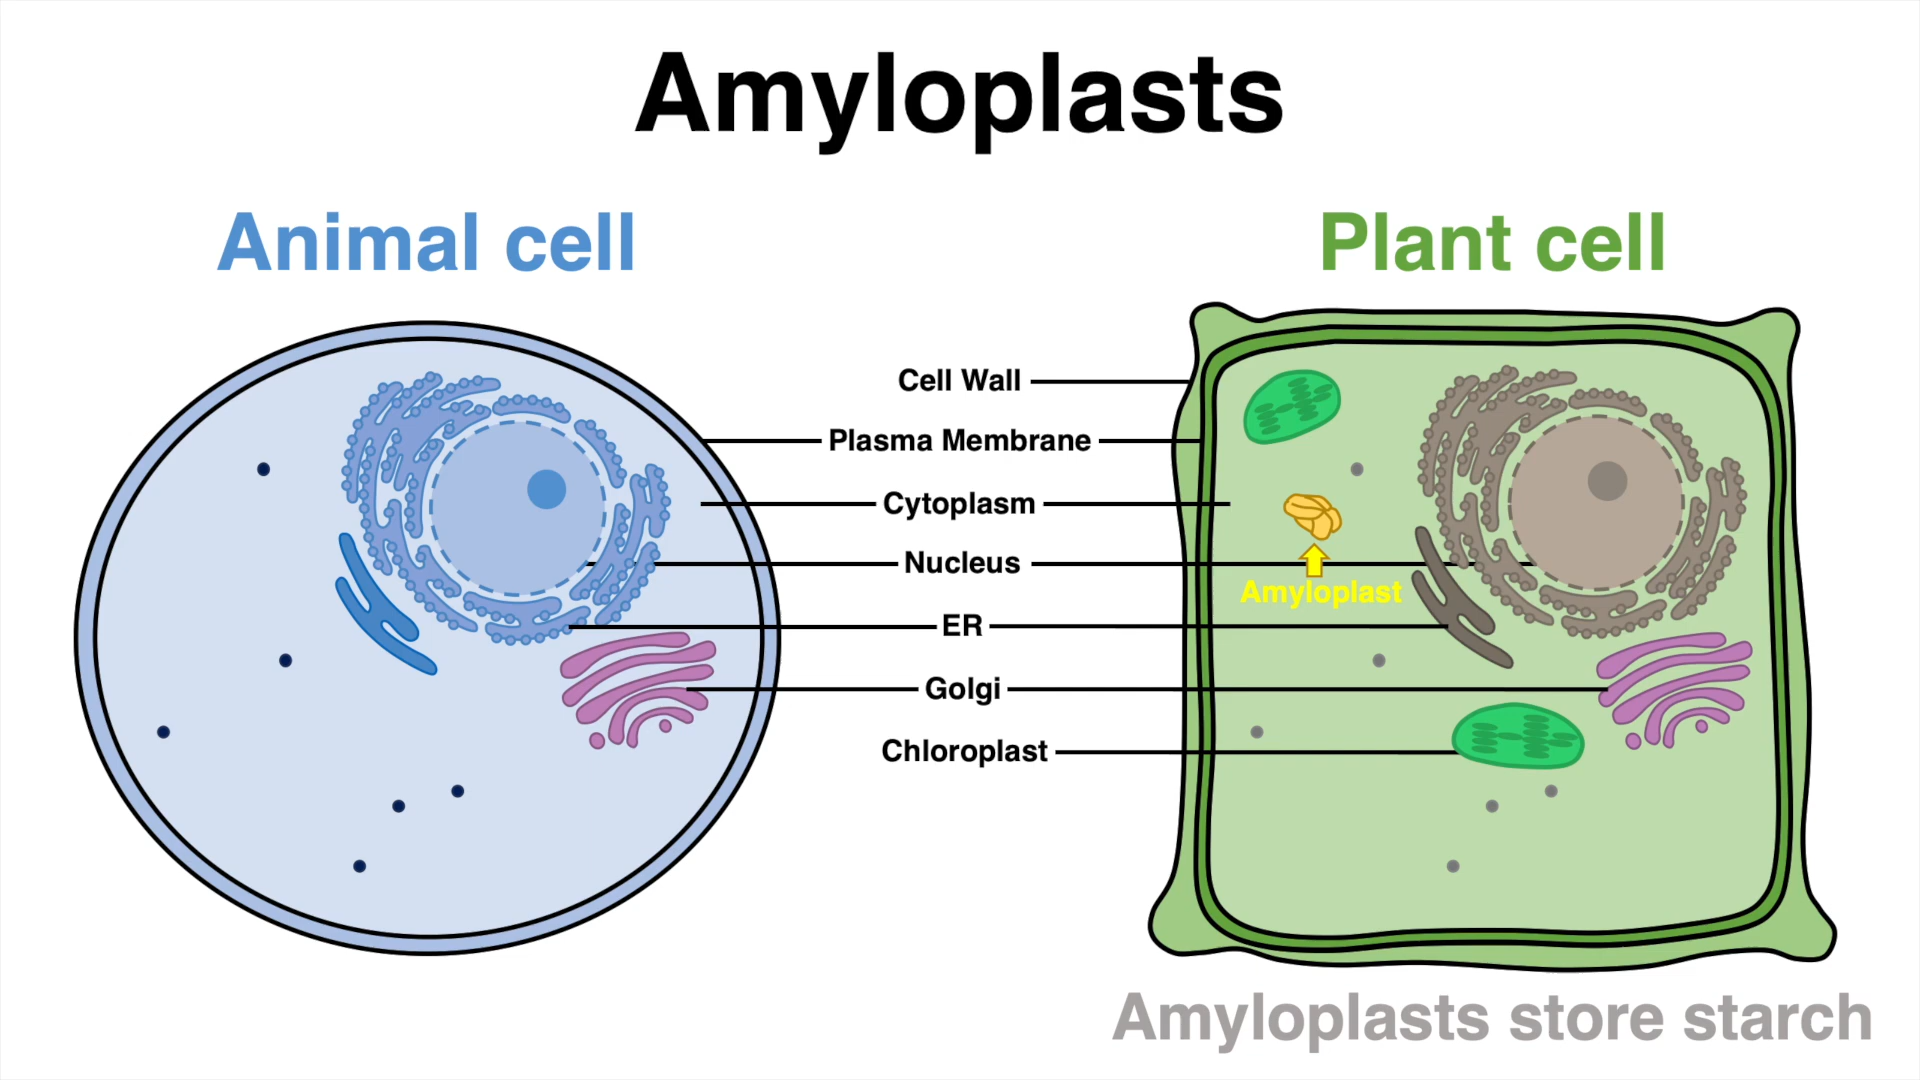 Amyloplasts
Animal cell
Plant cell
Cell Wall
Plasma Membrane
Cytoplasm
Nucleus
Amyloplast
ER
Golgi
Chloroplast
Amyloplasts store starch